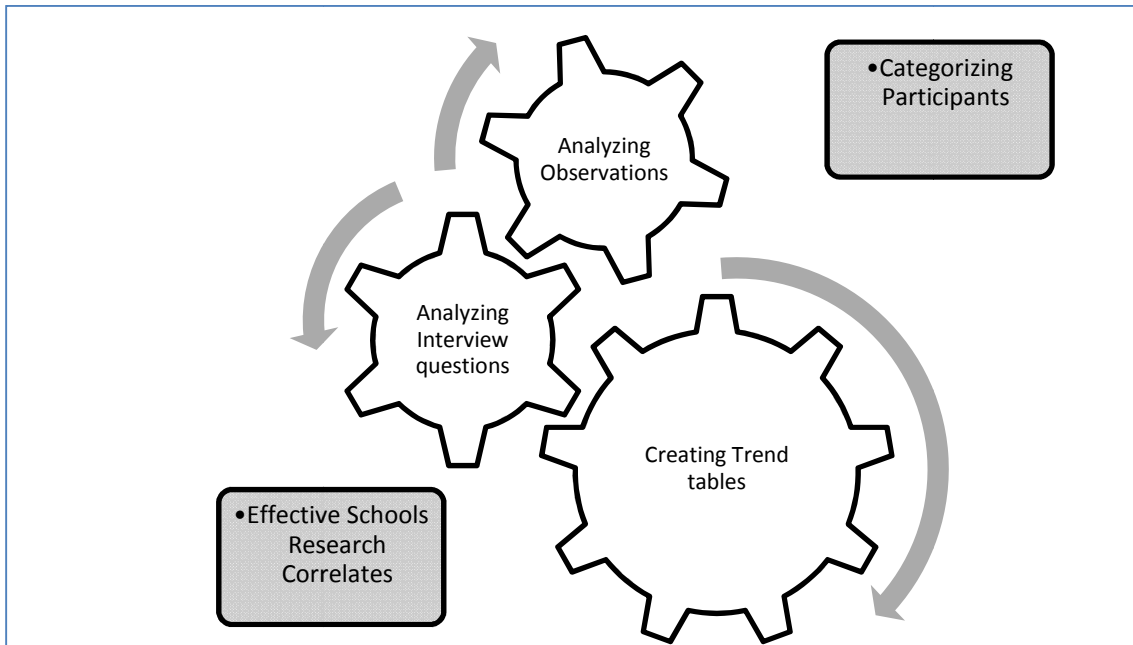 Analyzing
Observations
•Categorizing
Participants
Analyzing
Interview
questions
Creating Trend
tables
•Effective Schools
Research
Correlates